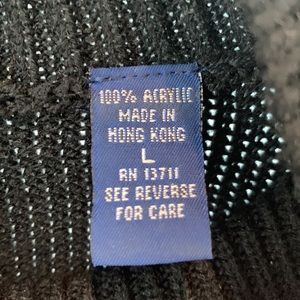 100% ACRYLIC
MADE IN
HONG KONG
L
RN 13711
SEE REVERSE
FOR CARE